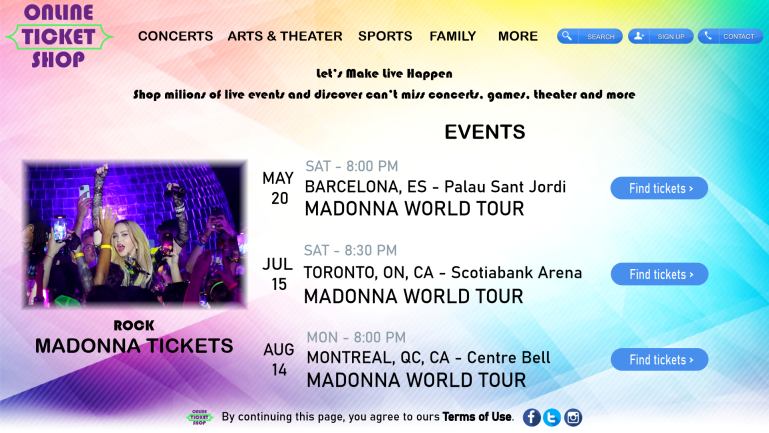 ONLINE
TICKET
SHOP
CONCERTS ARTS & THEATER SPORTS FAMILY MORE SEARCH SIGN UP CONTACT
Let's Make Live Happen
Shop milions of live events and discover can't miss concerts, games, theater and more
EVENTS
SAT - 8:00 PM
MAY
20
BARCELONA, ES - Palau Sant Jordi
MADONNA WORLD TOUR
Find tickets >
SAT - 8:30 PM
JUL
15
TORONTO, ON, CA - Scotiabank Arena
MADONNA WORLD TOUR
Find tickets >
ROCK
MADONNA TICKETS
MON - 8:00 PM
AUG
14
MONTREAL, QC, CA - Centre Bell
MADONNA WORLD TOUR
Find tickets >
ONLINE
TICKET
SHOP
By continuing this page, you agree to ours Terms of Use.